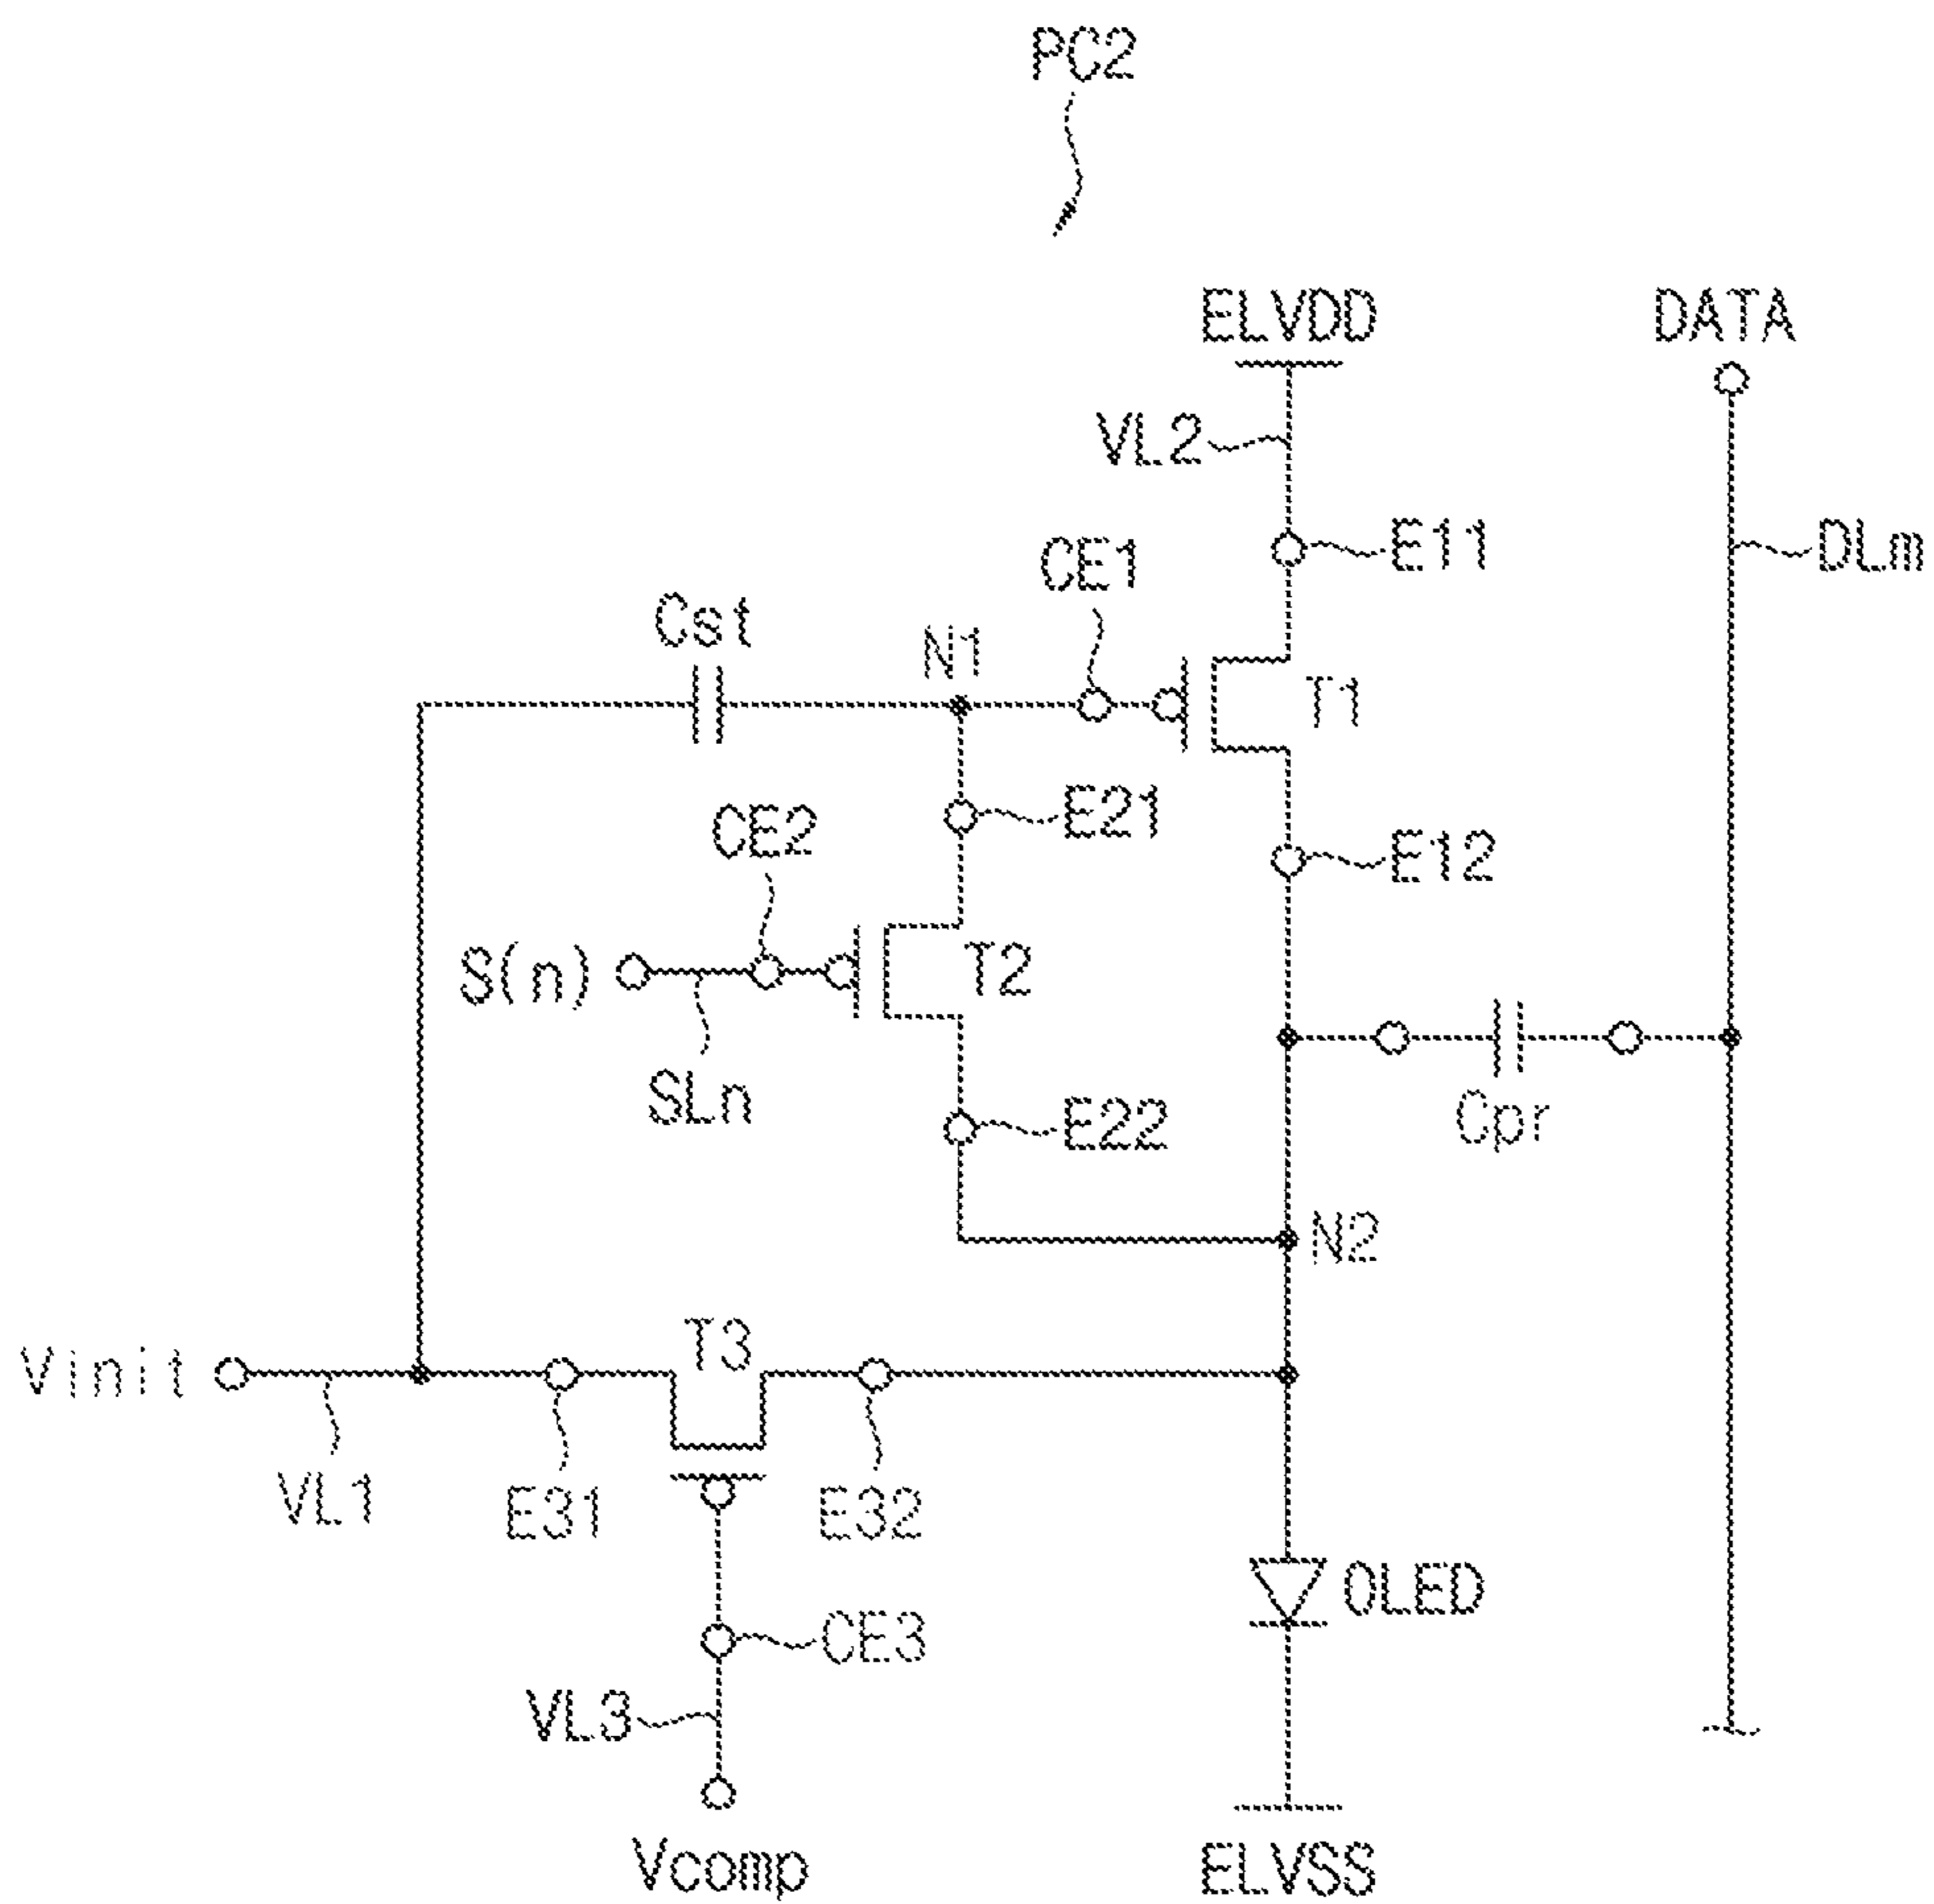 PC2
ELVDD
DATA
VL2
E11
DLm
CE1
Cst
N1
T1
CE2
E21
E12
S(n)
T2
SLn
E22
Cpr
N2
T3
Vinit
VL1
E31
E32
OLED
CE3
VL3
Vcomp
ELVSS